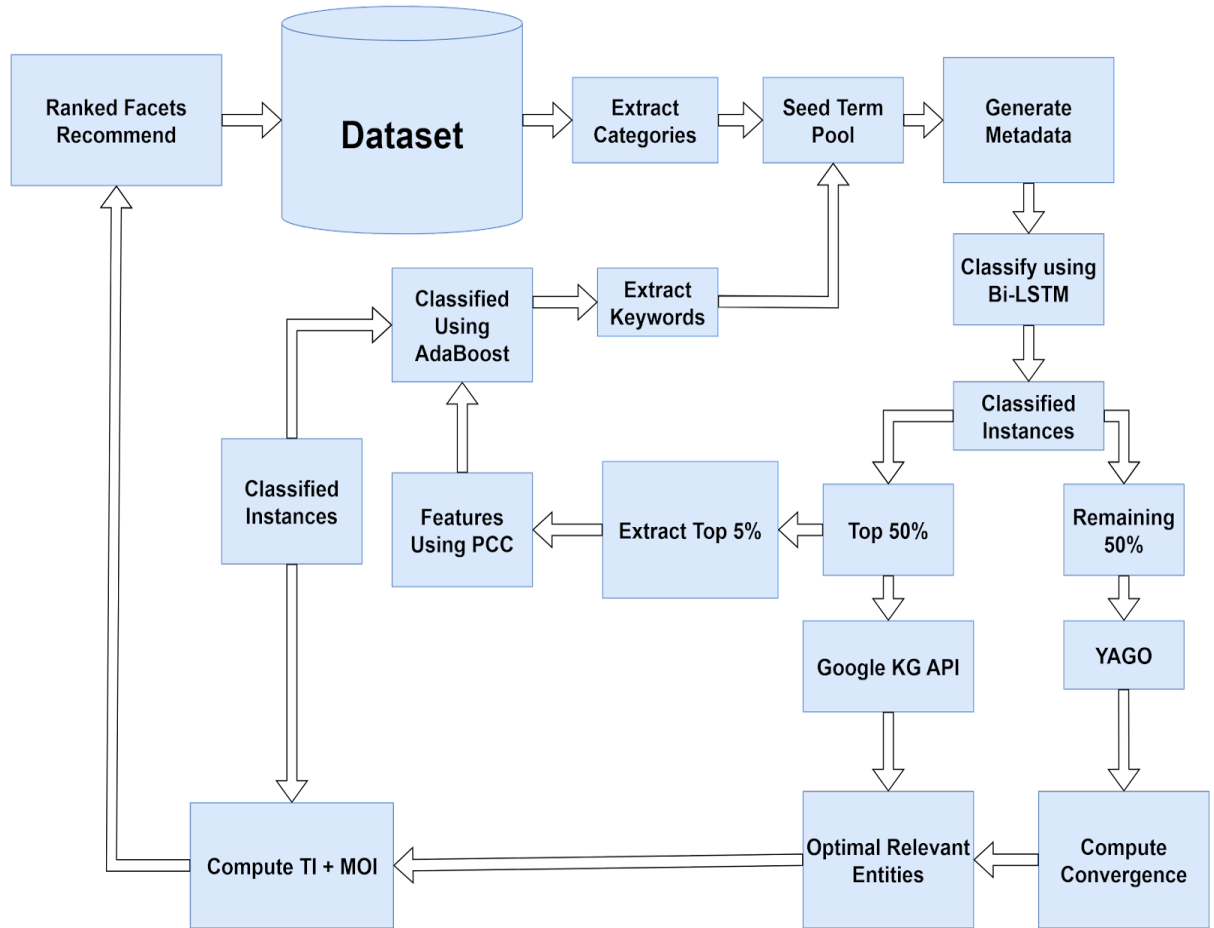 Ranked Facets
Recommend
Dataset
Extract
Categories
Seed Term
Pool
Generate
Metadata
Classified
Using
AdaBoost
Extract
Keywords
Classify using
Bi-LSTM
Classified
Instances
Classified
Instances
Features
Using PCC
Extract Top 5%
Top 50%
Remaining
50%
Google KG API
YAGO
Compute TI + MOI
Optimal Relevant
Entities
Compute
Convergence